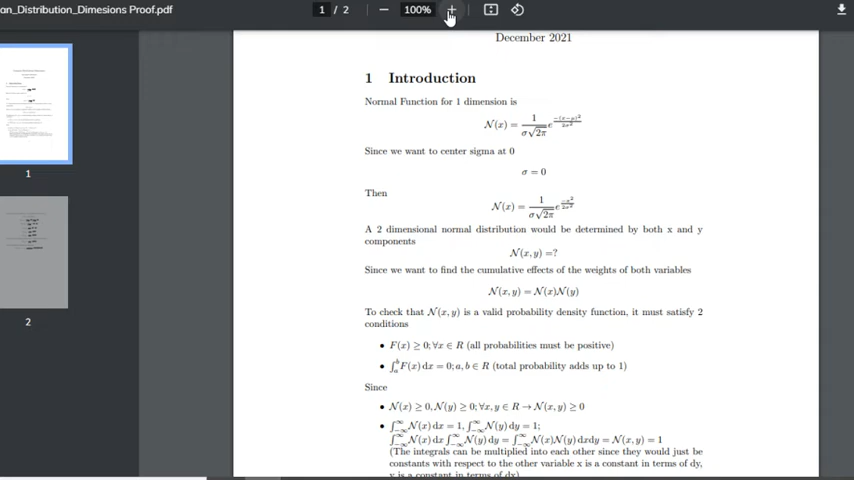 an_Distribution_Dimesions Proof.pdf
1 / 2
100%
1
2
December 2021
1 Introduction
Normal Function for 1 dimension is
𝒩(x) = 1/(σ√2π) e^(−(x−μ)²/2σ²)
Since we want to center sigma at 0
σ = 0
Then
𝒩(x) = 1/(σ√2π) e^(−x²/2σ²)
A 2 dimensional normal distribution would be determined by both x and y
components
𝒩(x, y) =?
Since we want to find the cumulative effects of the weights of both variables
𝒩(x, y) = 𝒩(x)𝒩(y)
To check that 𝒩(x, y) is a valid probability density function, it must satisfy 2
conditions
• F(x) ≥ 0; ∀x ∈ R (all probabilities must be positive)
• ∫ₐᵇ F(x) dx = 0; a, b ∈ R (total probability adds up to 1)
Since
• 𝒩(x) ≥ 0, 𝒩(y) ≥ 0; ∀x, y ∈ R → 𝒩(x, y) ≥ 0
• ∫₋∞^∞ 𝒩(x) dx = 1, ∫₋∞^∞ 𝒩(y) dy = 1;
∫₋∞^∞ 𝒩(x) dx ∫₋∞^∞ 𝒩(y) dy = ∫₋∞^∞ 𝒩(x)𝒩(y) dxdy = 𝒩(x, y) = 1
(The integrals can be multiplied into each other since they would just be
constants with respect to the other variable x is a constant in terms of dy,
y is a constant in terms of dx)